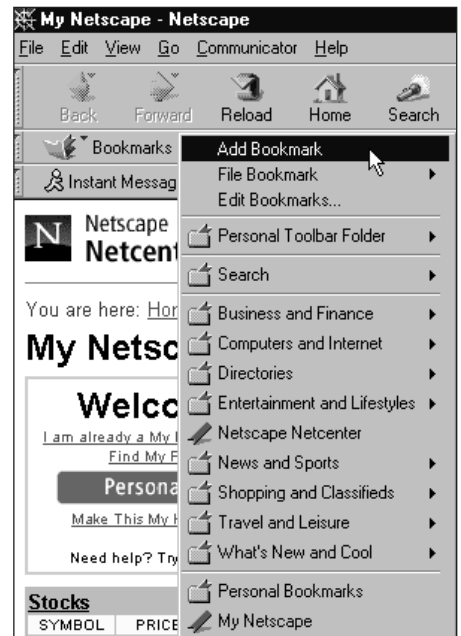 My Netscape - Netscape
File Edit View Go Communicator Help
Back Forward Reload Home Search
Bookmarks
Instant Messag
Add Bookmark
File Bookmark
Edit Bookmarks...
Personal Toolbar Folder
Search
Business and Finance
Computers and Internet
Directories
Entertainment and Lifestyles
Netscape Netcenter
News and Sports
Shopping and Classifieds
Travel and Leisure
What's New and Cool
Personal Bookmarks
My Netscape
N Netscape
Netcent
You are here: Hor
My Netsc
Welcc
I am already a My
Find My F
Persona
Make This My H
Need help? Try
Stocks
SYMBOL PRICE